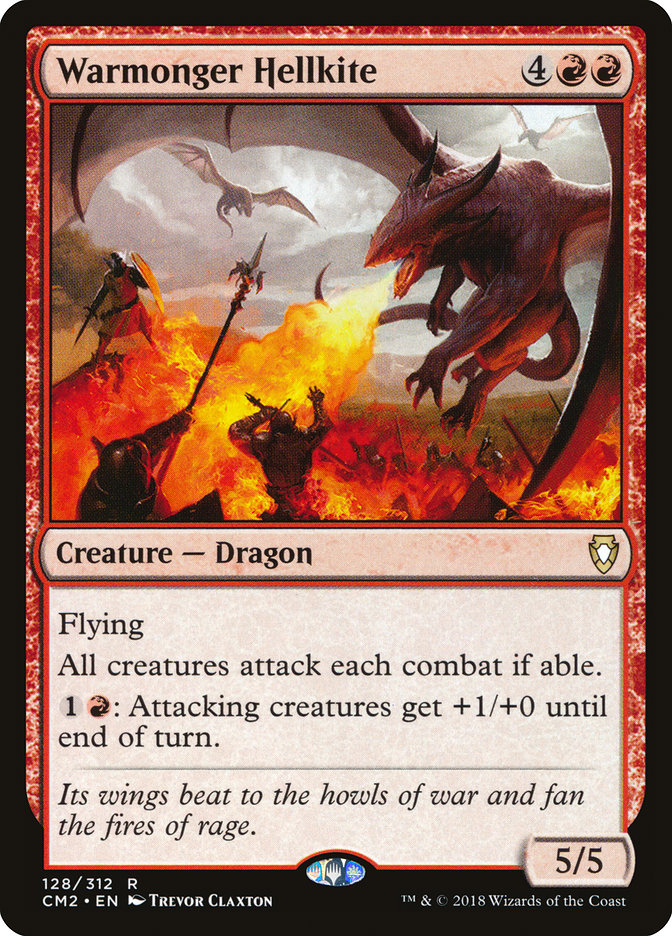 Warmonger Hellkite 4
Creature — Dragon
Flying
All creatures attack each combat if able.
1 : Attacking creatures get +1/+0 until
end of turn.
Its wings beat to the howls of war and fan
the fires of rage.
5/5
128/312 R
CM2 • EN Trevor Claxton
™ & © 2018 Wizards of the Coast